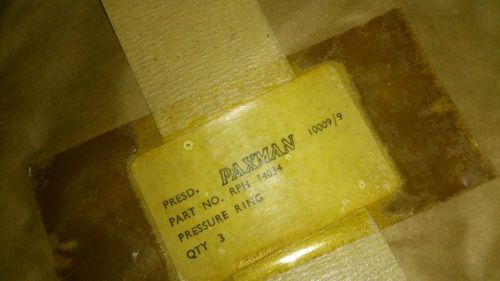 PRESD. PAXMAN 10009/9
PART NO. RPH 14034
PRESSURE RING
QTY 3